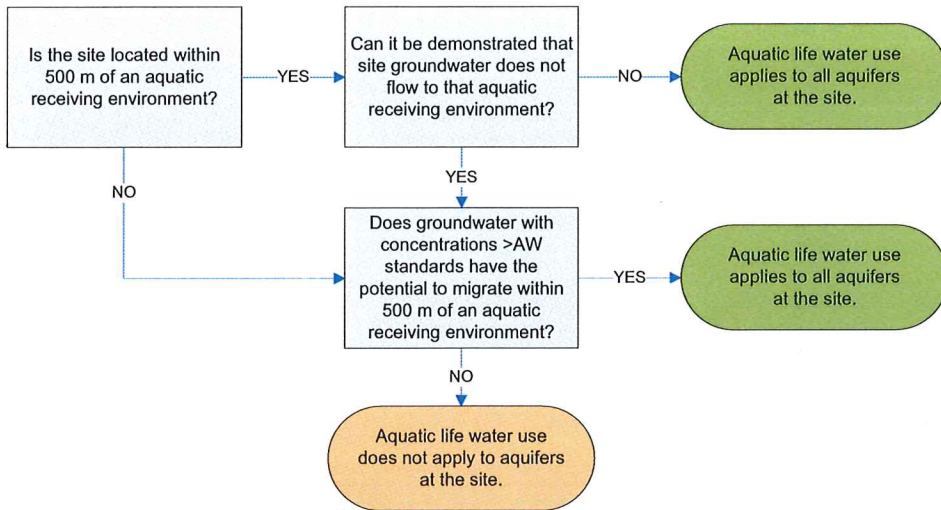 Is the site located within
500 m of an aquatic
receiving environment?
YES
Can it be demonstrated that
site groundwater does not
flow to that aquatic
receiving environment?
NO
Aquatic life water use
applies to all aquifers
at the site.
NO
YES
Does groundwater with
concentrations >AW
standards have the
potential to migrate within
500 m of an aquatic
receiving environment?
YES
Aquatic life water use
applies to all aquifers
at the site.
NO
Aquatic life water use
does not apply to aquifers
at the site.